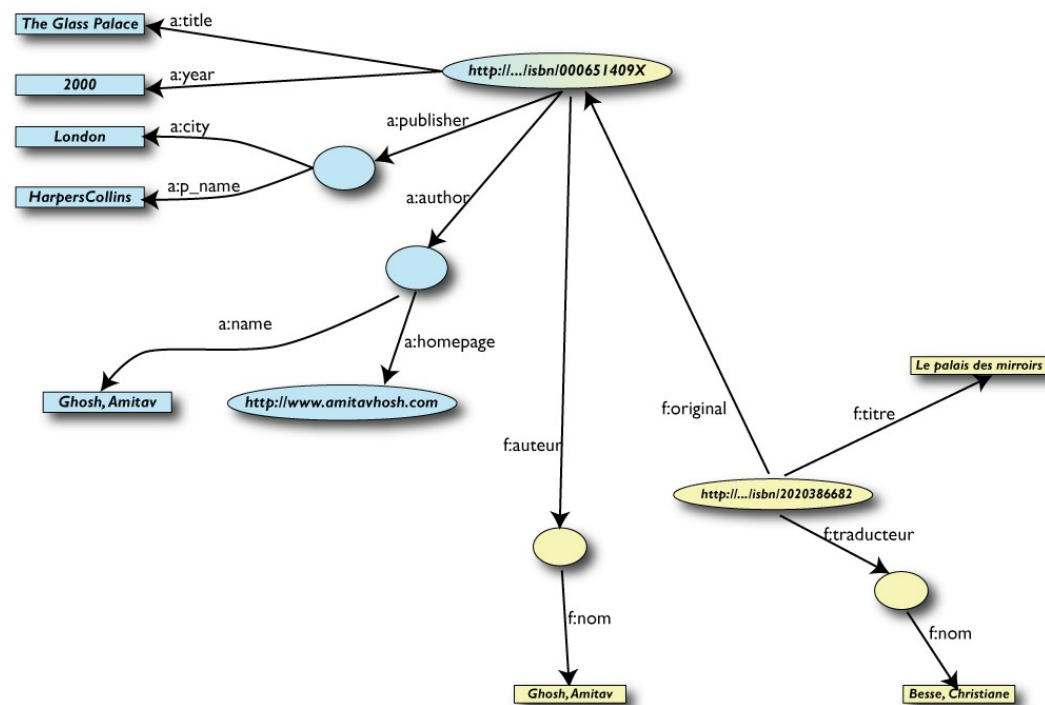 The Glass Palace
a:title
http://.../isbn/000651409X
2000
a:year
London
a:city
a:publisher
HarpersCollins
a:p_name
a:author
a:name
a:homepage
Ghosh, Amitav
http://www.amitavhosh.com
Le palais des mirroirs
f:original
f:titre
f:auteur
http://.../isbn/2020386682
f:traducteur
f:nom
f:nom
Ghosh, Amitav
Besse, Christiane